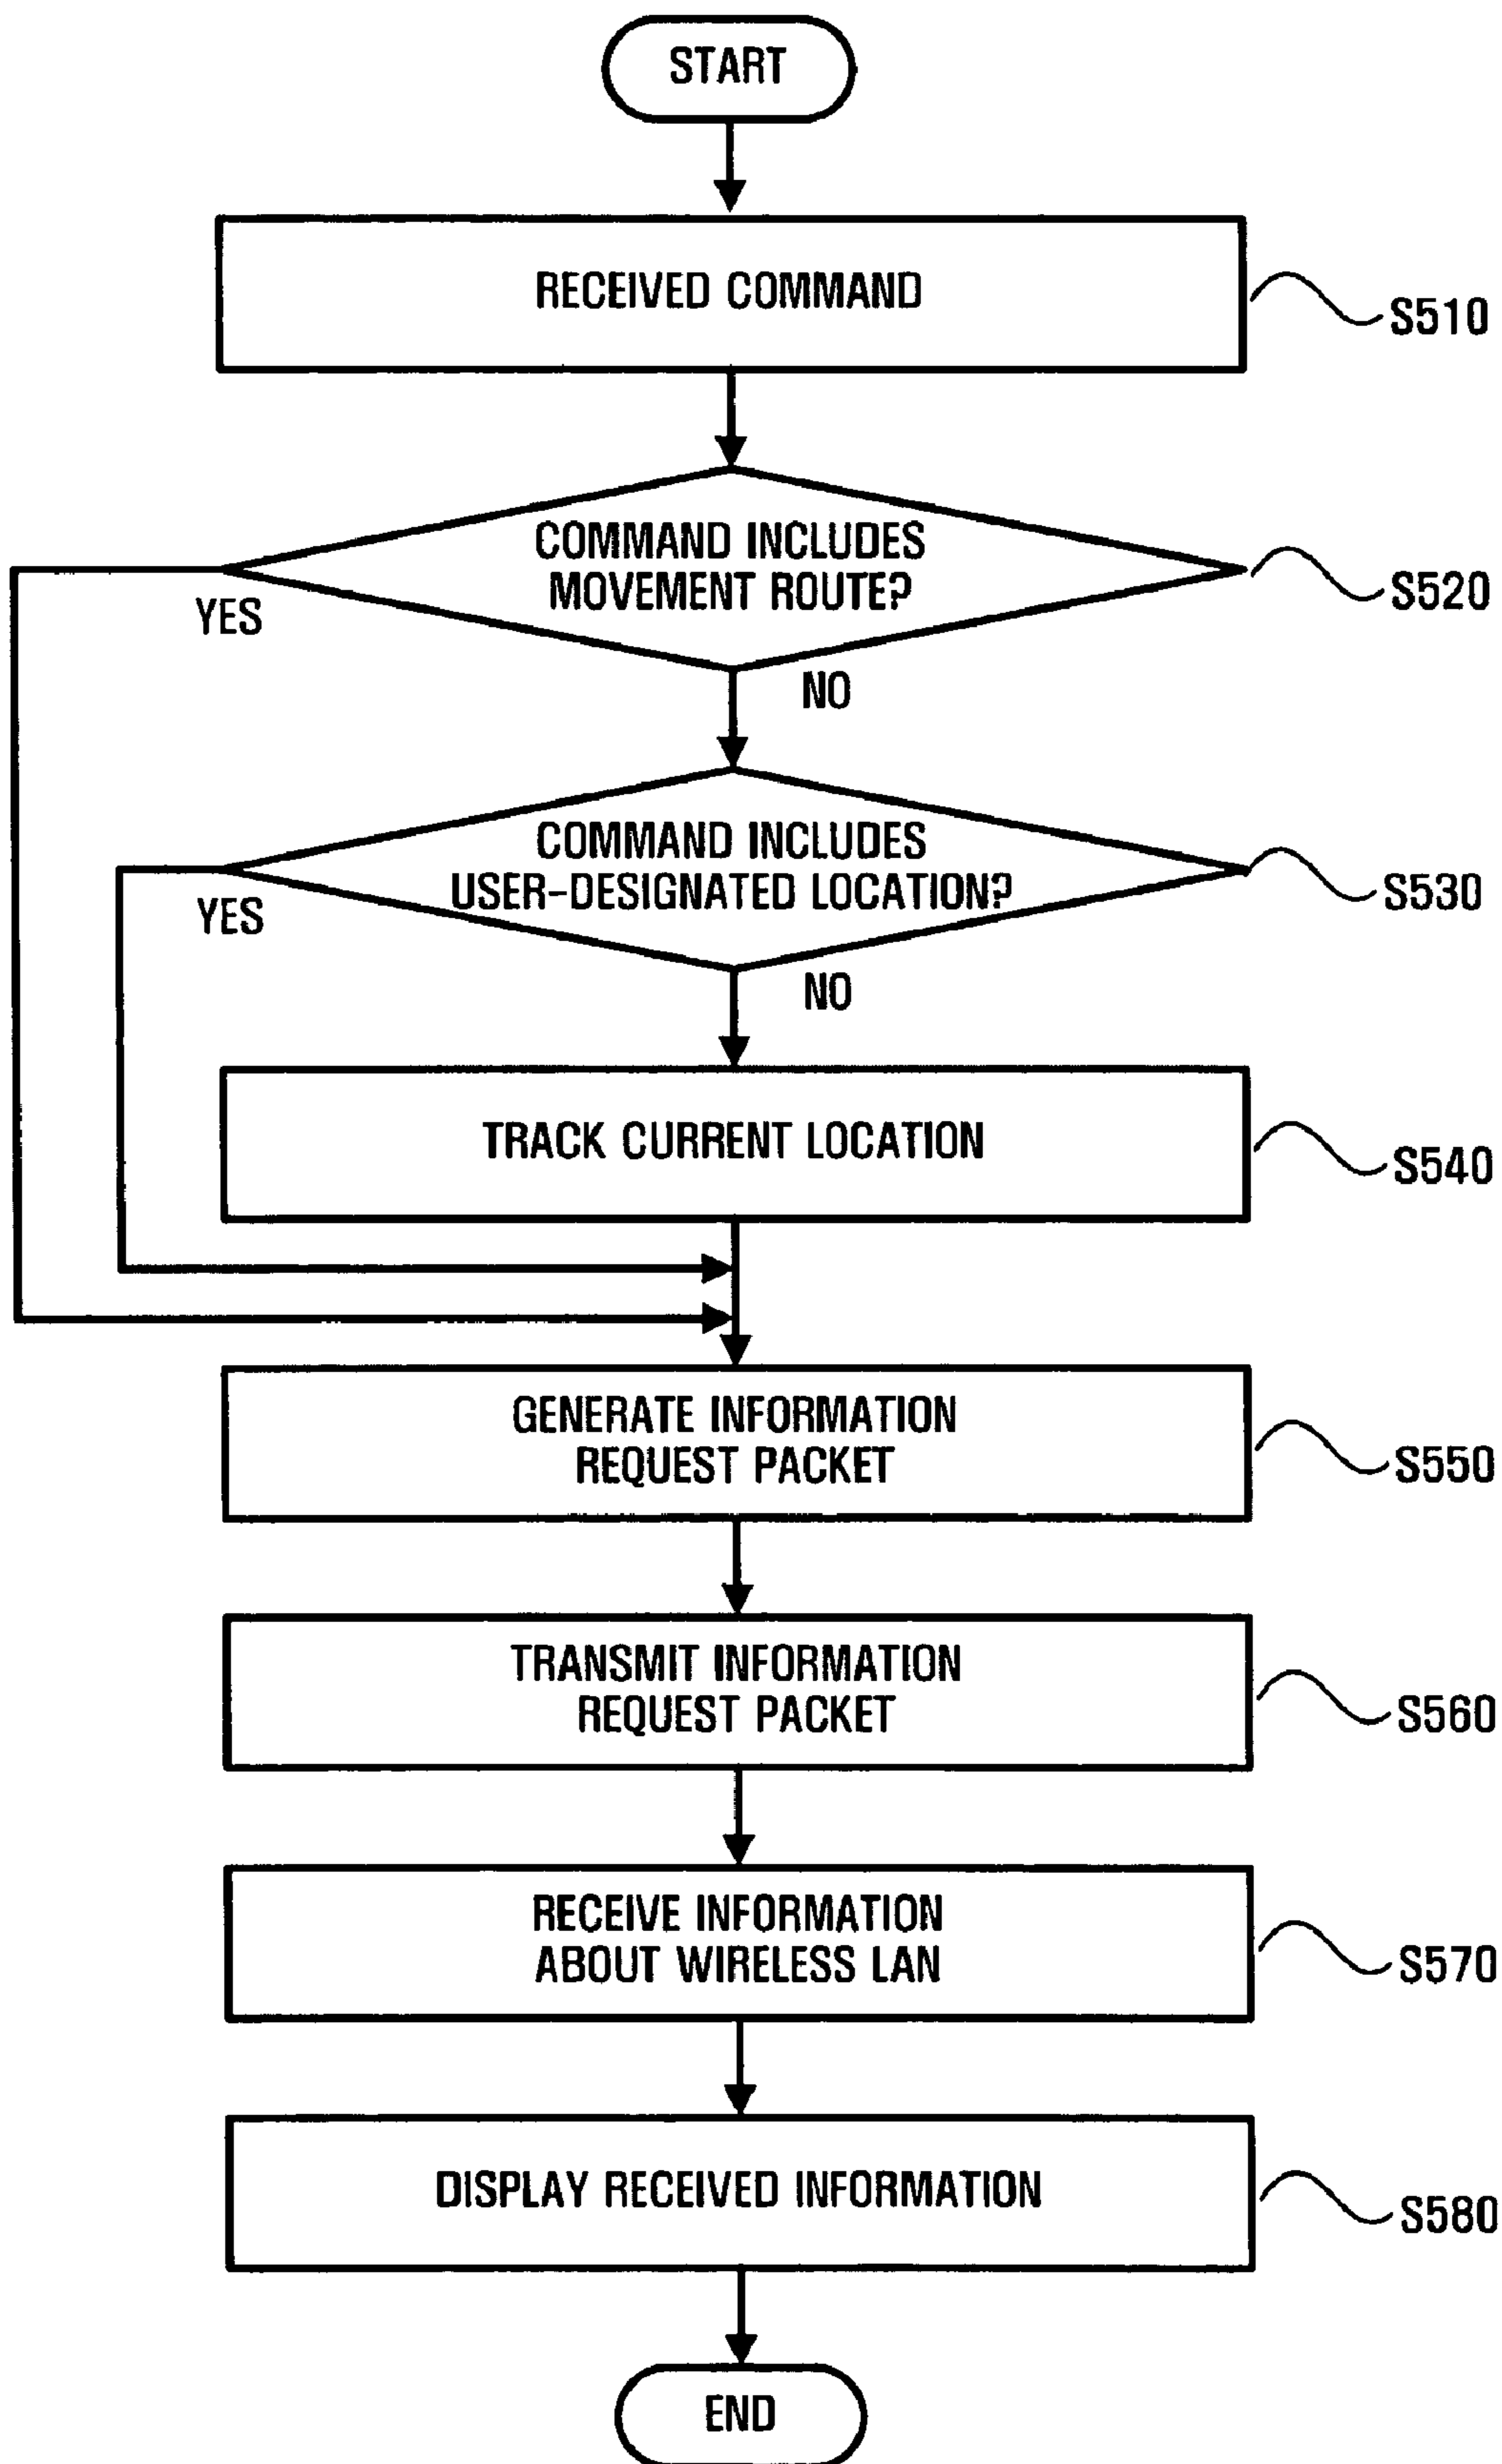 START
RECEIVED COMMAND
S510
COMMAND INCLUDES
MOVEMENT ROUTE?
S520
YES
NO
COMMAND INCLUDES
USER-DESIGNATED LOCATION?
S530
YES
NO
TRACK CURRENT LOCATION
S540
GENERATE INFORMATION
REQUEST PACKET
S550
TRANSMIT INFORMATION
REQUEST PACKET
S560
RECEIVE INFORMATION
ABOUT WIRELESS LAN
S570
DISPLAY RECEIVED INFORMATION
S580
END